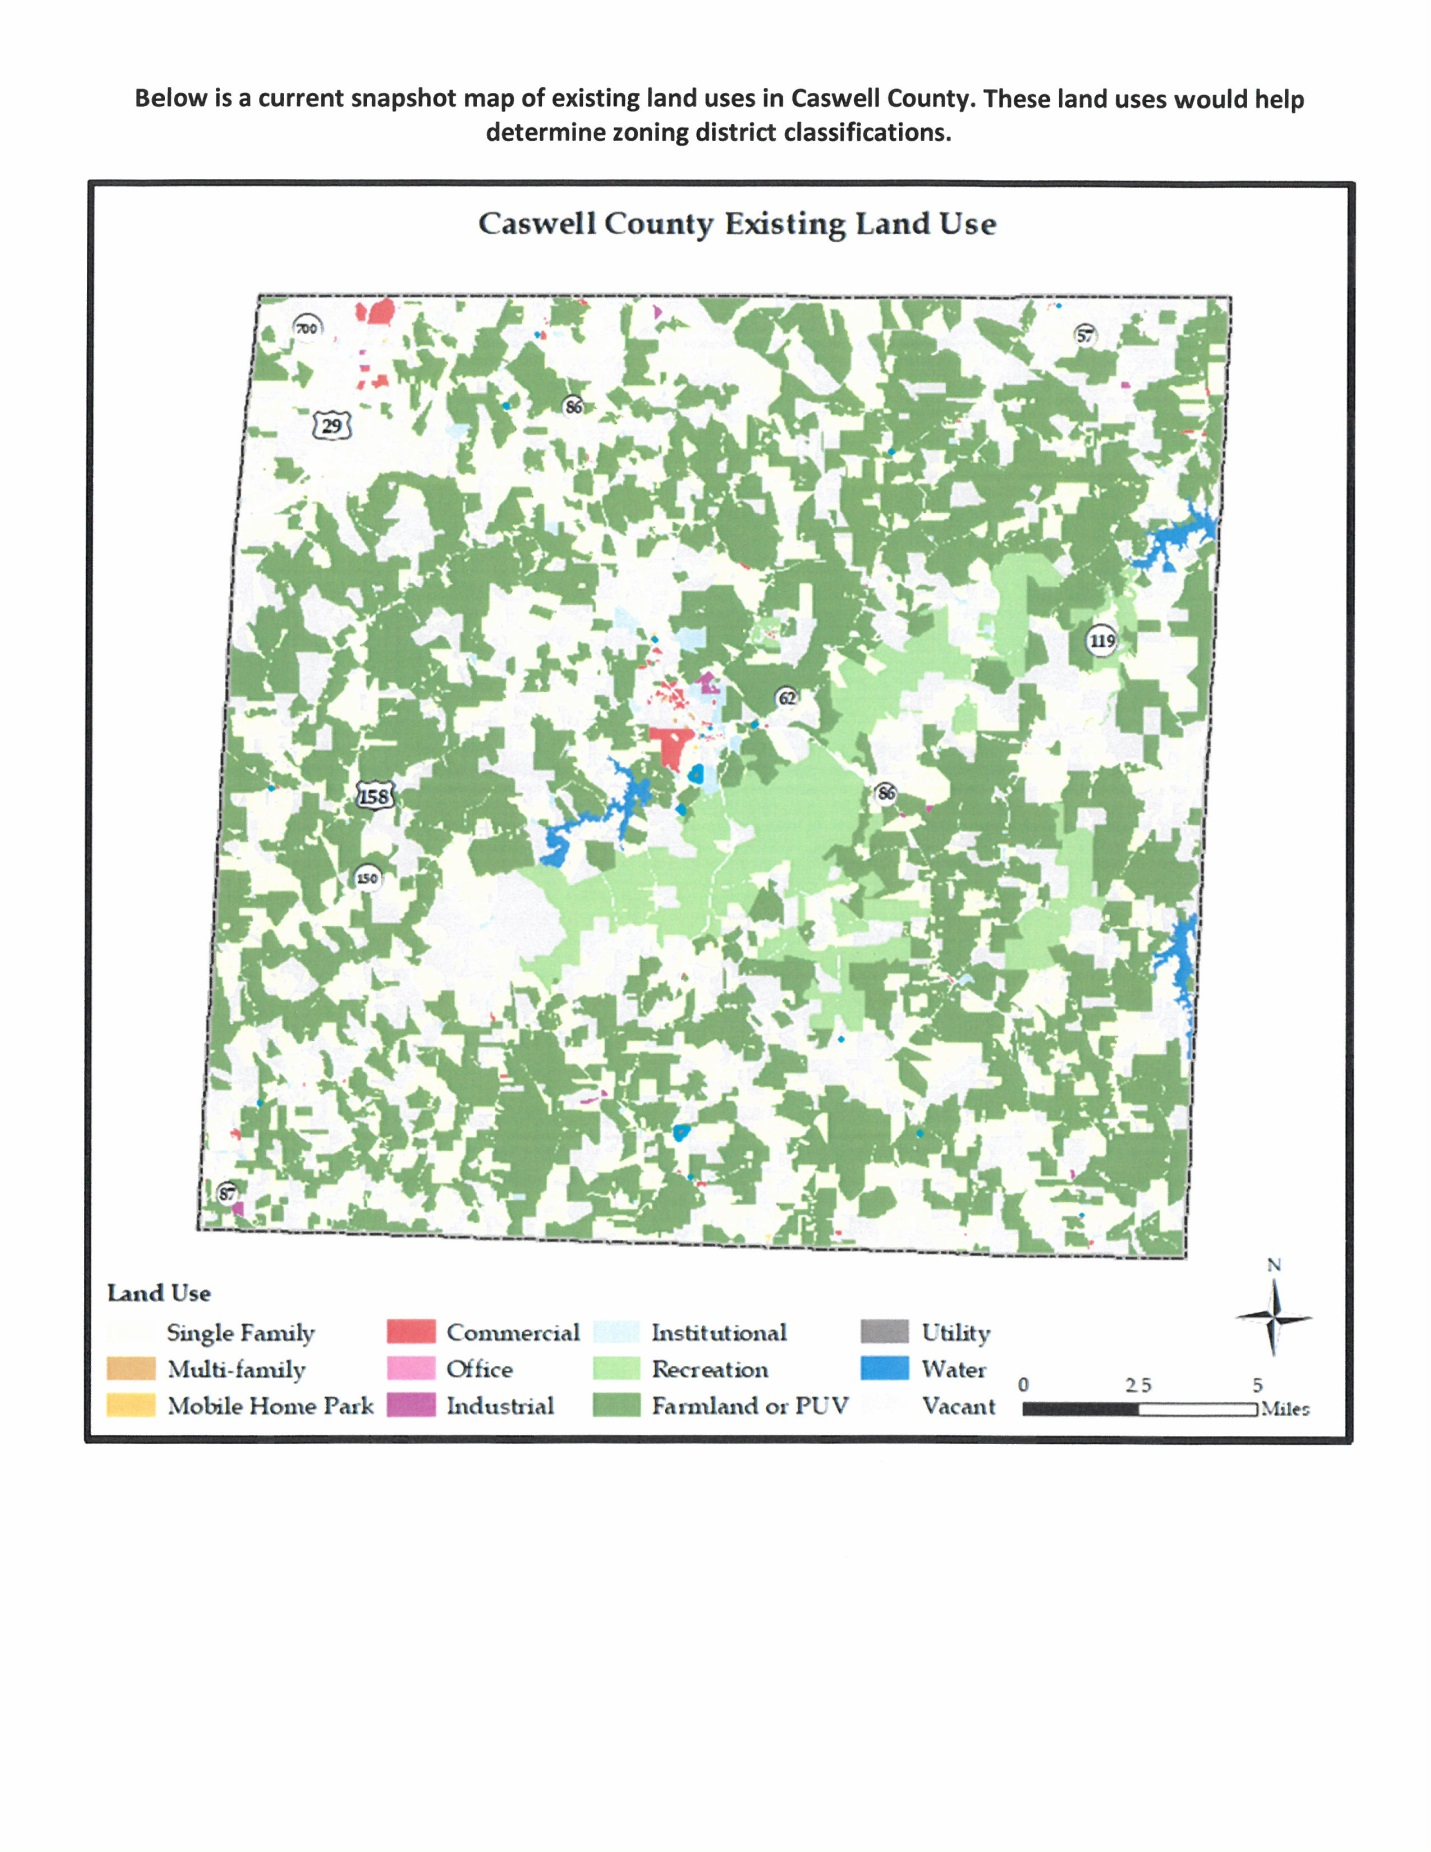 Below is a current snapshot map of existing land uses in Caswell County. These land uses would help
determine zoning district classifications.
Caswell County Existing Land Use
700
57
86
29
119
62
158
86
150
87
N
Land Use
Single Family
Commercial
Institutional
Utility
Multi-family
Office
Recreation
Water
Mobile Home Park
Industrial
Farmland or PUV
Vacant
0 2 5 5
Miles